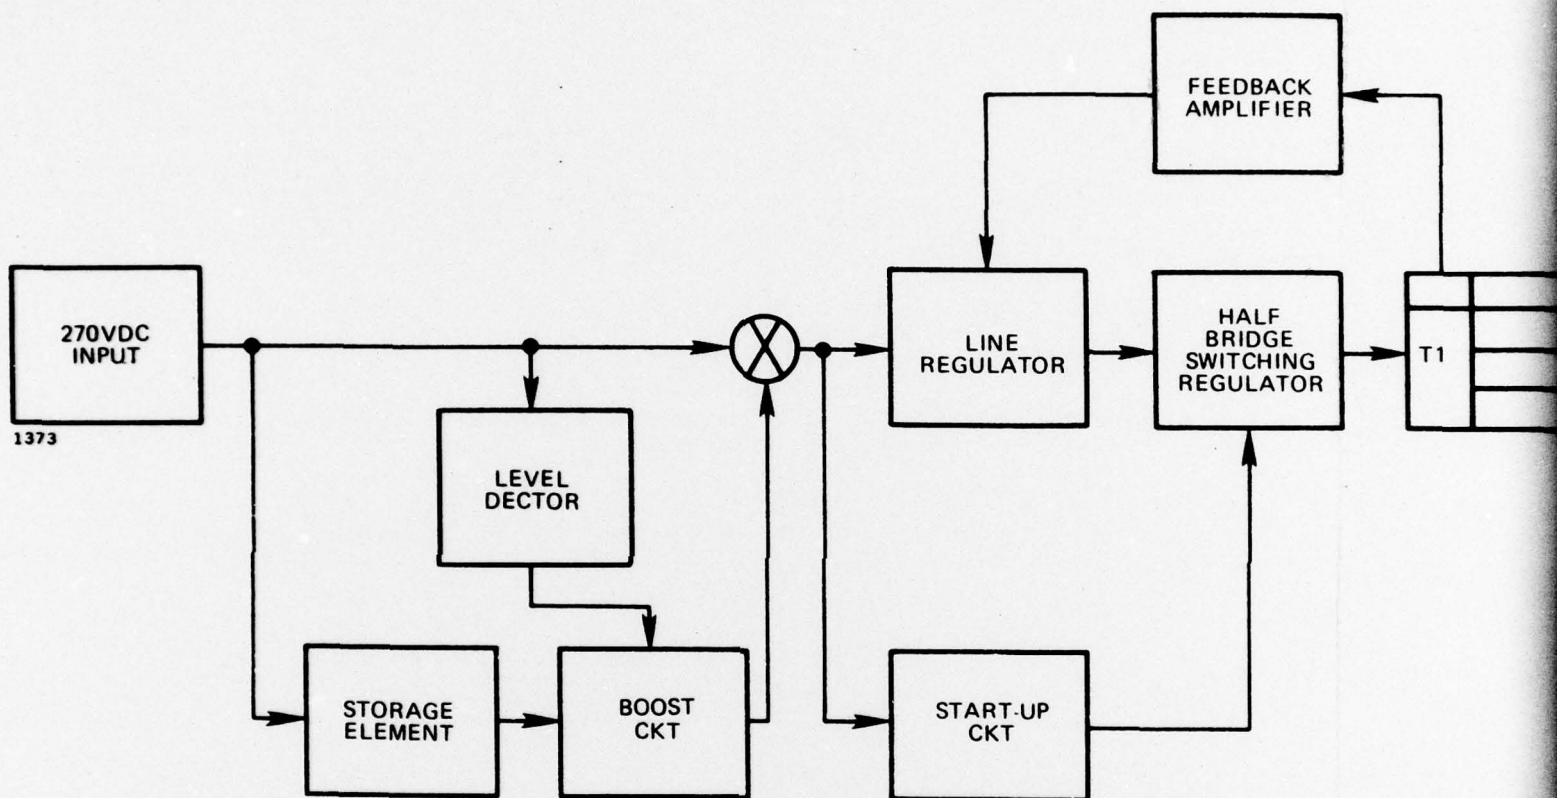 FEEDBACK
AMPLIFIER
270VDC
INPUT
1373
LINE
REGULATOR
HALF
BRIDGE
SWITCHING
REGULATOR
T1
LEVEL
DECTOR
STORAGE
ELEMENT
BOOST
CKT
START-UP
CKT